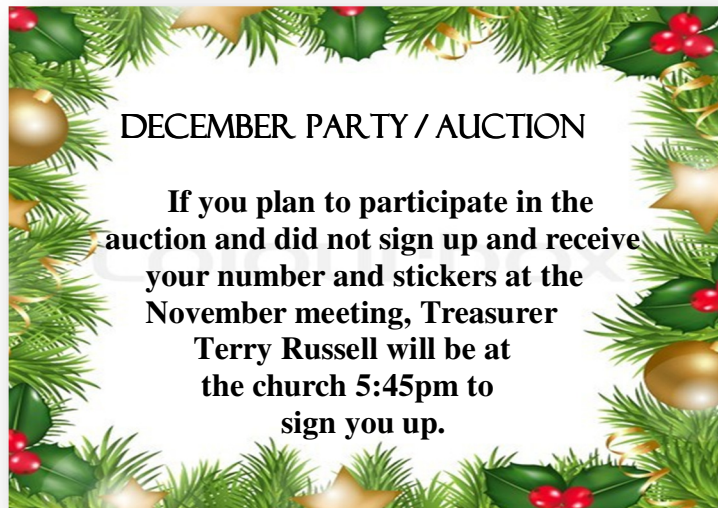 DECEMBER PARTY / AUCTION
If you plan to participate in the
auction and did not sign up and receive
your number and stickers at the
November meeting, Treasurer
Terry Russell will be at
the church 5:45pm to
sign you up.